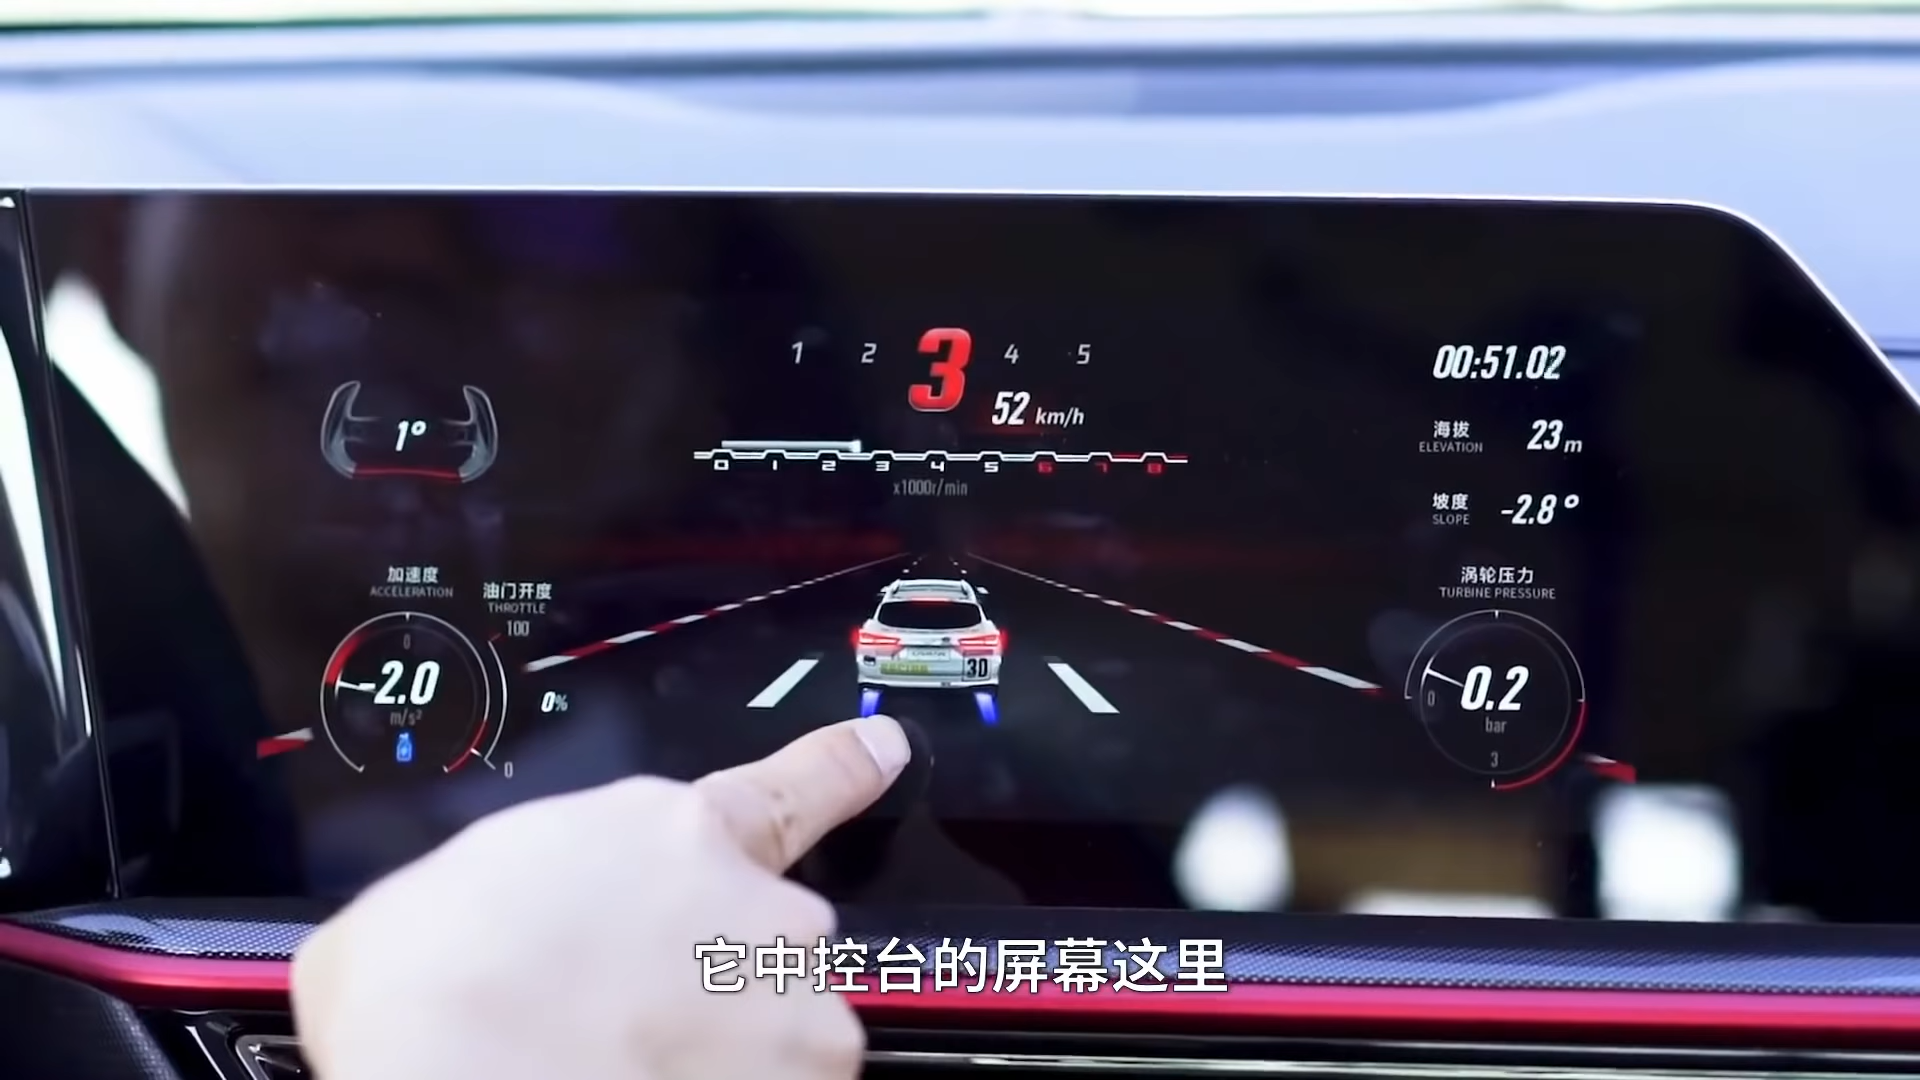 1 2 3 4 5
52 km/h
0 1 2 3 4 5 6 7 8
x1000r/min
1°
加速度
ACCELERATION
0
-2.0
m/s²
油门开度
THROTTLE
100
0%
0
30
00:51.02
海拔
ELEVATION
23 m
坡度
SLOPE
-2.8°
涡轮压力
TURBINE PRESSURE
0
0.2
bar
3
它中控台的屏幕这里